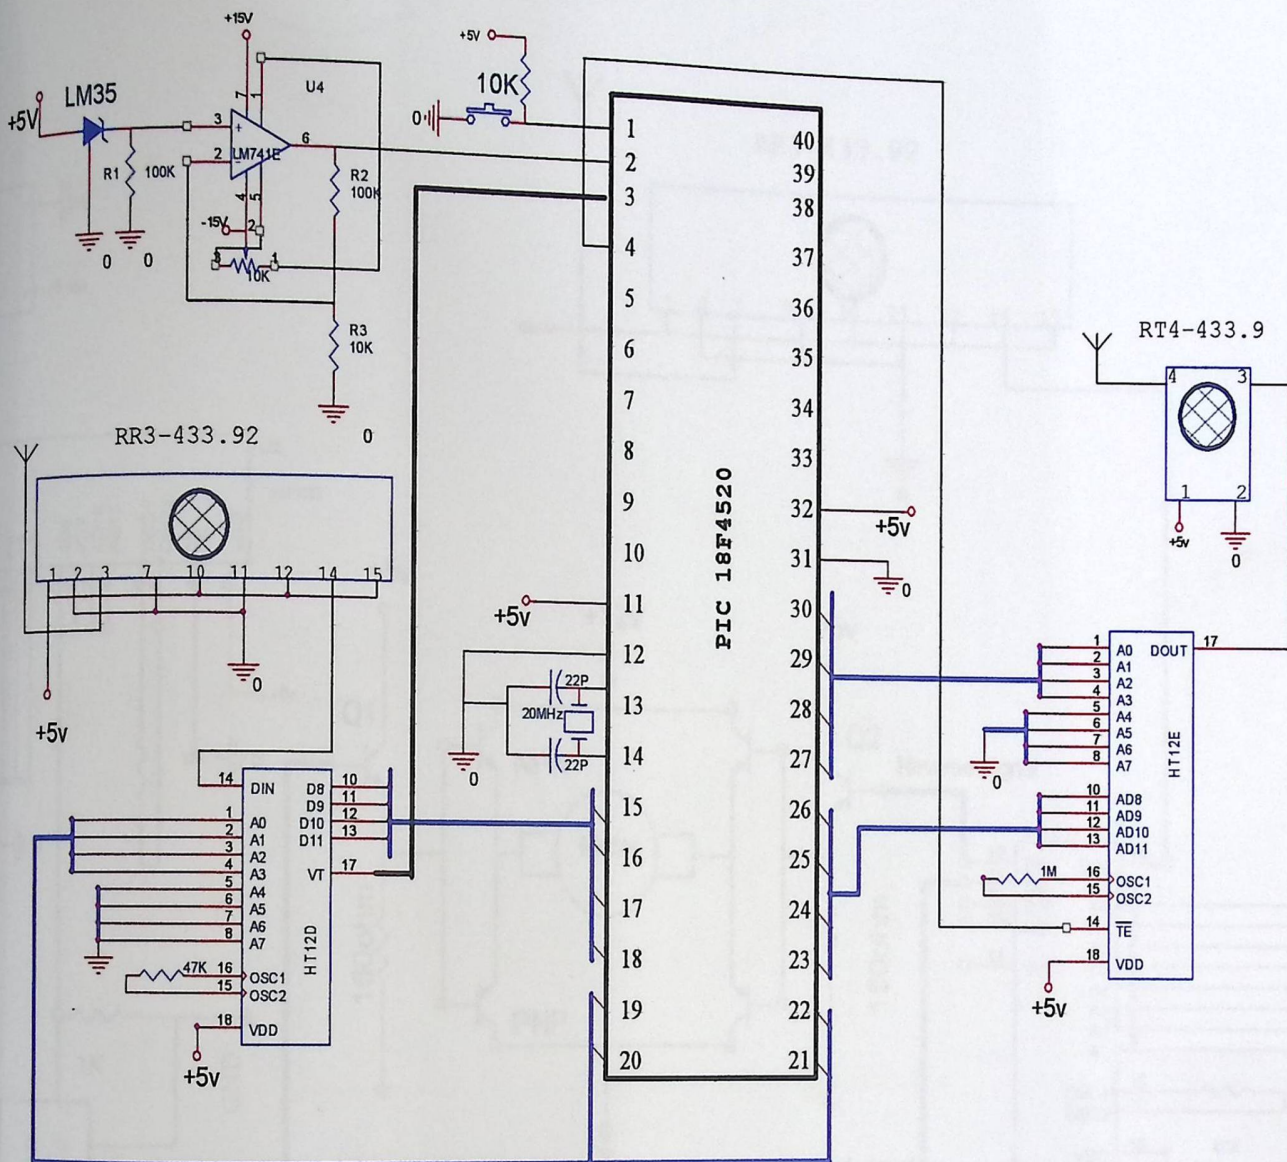 +15V
7
1
U4
+5V
LM35
3
+
2
-
LM741E
6
R1
100K
4
5
-15V
2
3
1
10K
R2
100K
R3
10K
0
0
0
+5V
10K
0
PIC 18F4520
1
2
3
4
5
6
7
8
9
10
11
12
13
14
15
16
17
18
19
20
40
39
38
37
36
35
34
33
32
31
30
29
28
27
26
25
24
23
22
21
+5v
0
+5v
0
22P
20MHz
22P
RR3-433.92
1
2
3
7
10
11
12
14
15
0
+5v
14
DIN
1
A0
2
A1
3
A2
4
A3
5
A4
6
A5
7
A6
8
A7
16
OSC1
15
OSC2
18
VDD
D8
10
D9
11
D10
12
D11
13
VT
17
HT12D
47K
+5v
RT4-433.9
4
3
1
2
+5v
0
1
A0
2
A1
3
A2
4
A3
5
A4
6
A5
7
A6
8
A7
10
AD8
11
AD9
12
AD10
13
AD11
16
OSC1
15
OSC2
14
TE
18
VDD
DOUT
17
HT12E
0
1M
+5v